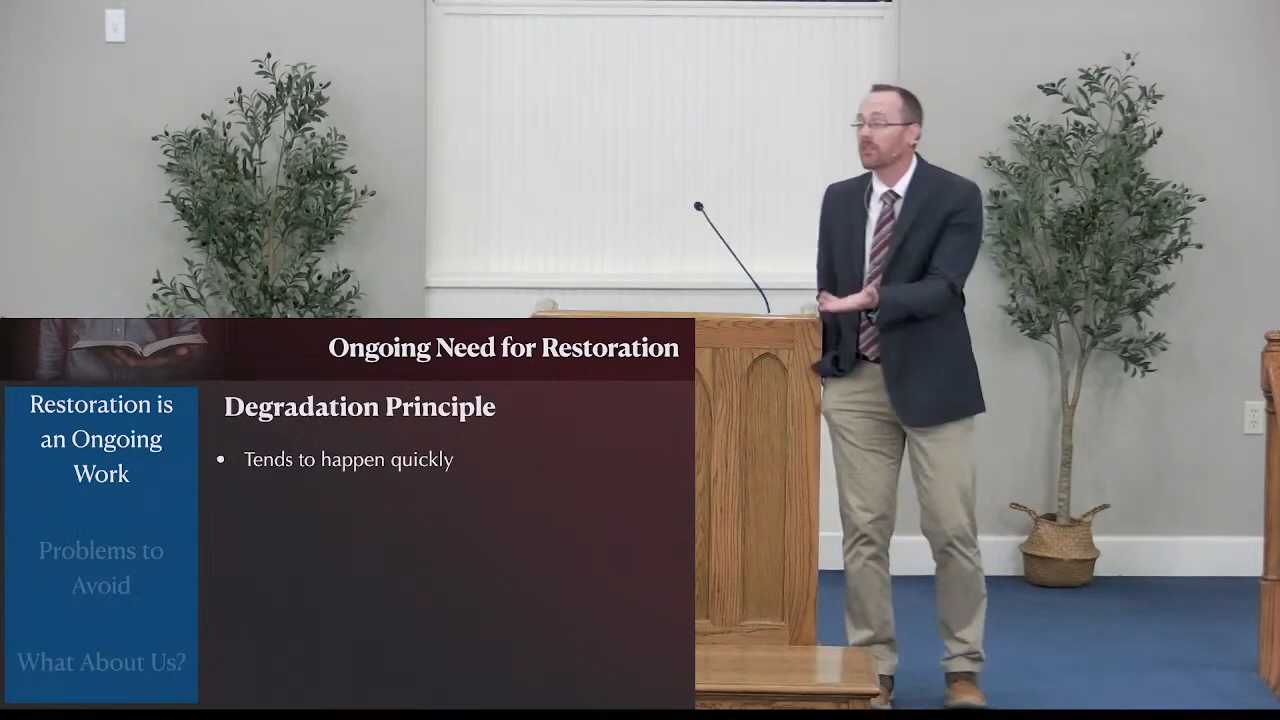 Ongoing Need for Restoration
Restoration is
an Ongoing
Work
Problems to
Avoid
What About Us?
Degradation Principle
• Tends to happen quickly